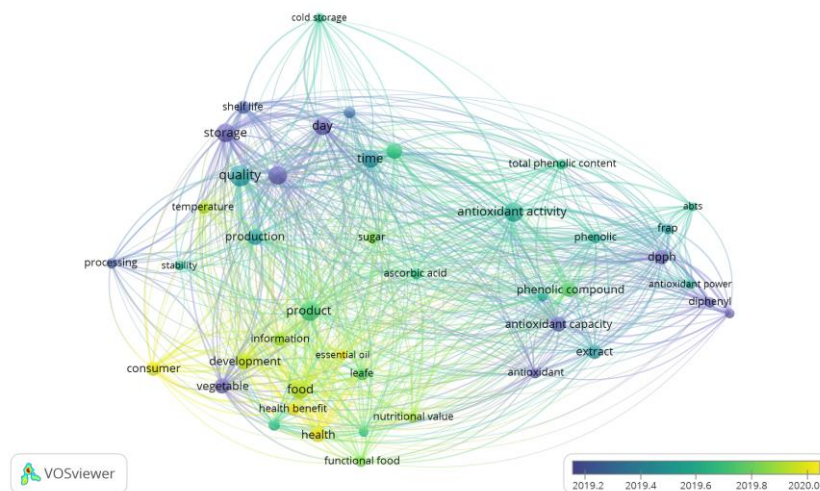 cold storage
shelf life
storage
day
time
quality
total phenolic content
temperature
antioxidant activity
abts
production
sugar
phenolic
frap
processing
stability
ascorbic acid
dpph
antioxidant power
phenolic compound
diphenyl
product
antioxidant capacity
information
essential oil
extract
development
consumer
leafe
antioxidant
vegetable
food
health benefit
nutritional value
health
functional food
VOSviewer
2019.2 2019.4 2019.6 2019.8 2020.0